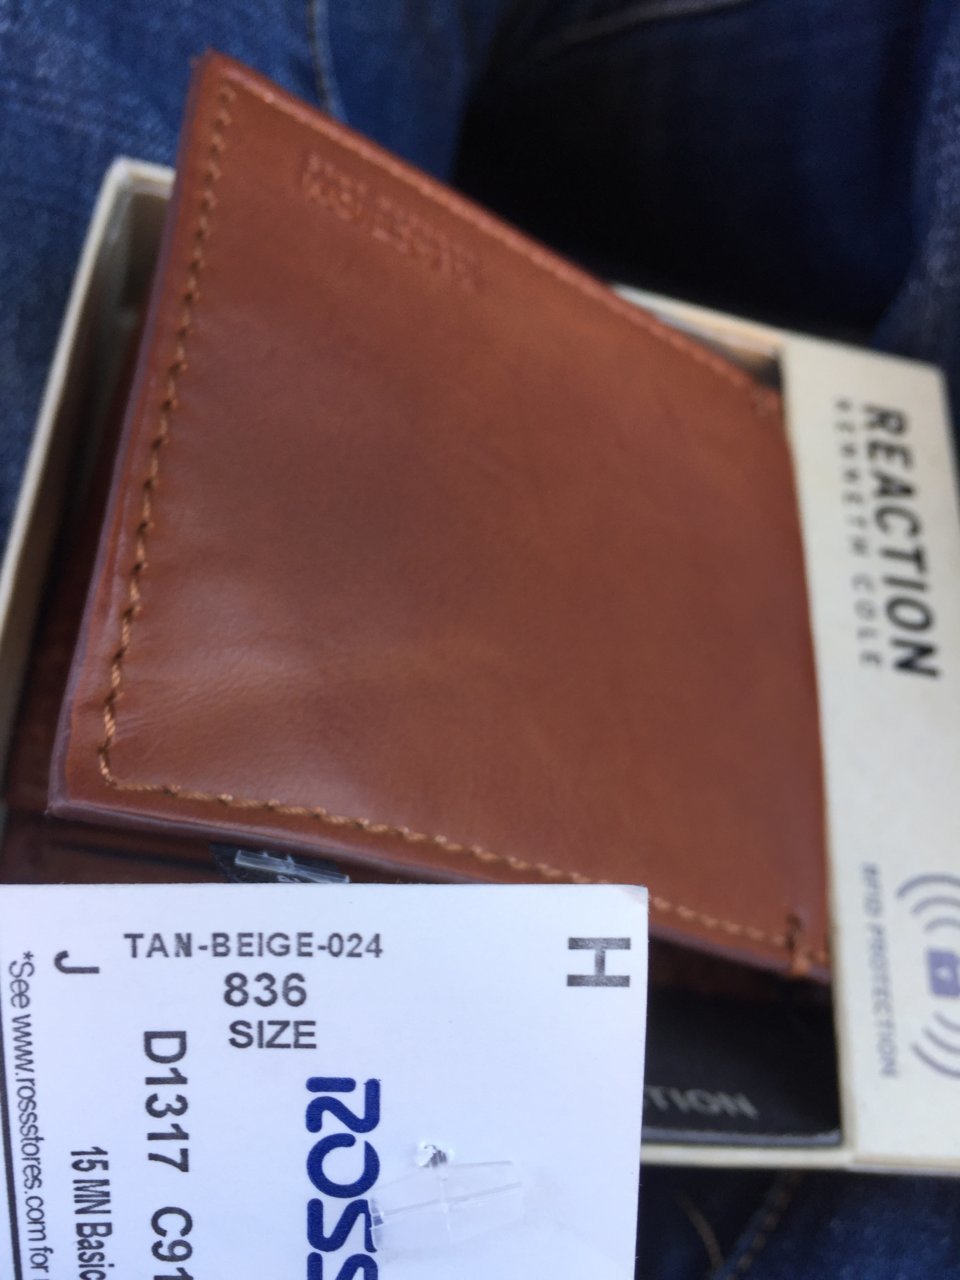 REACTION
KENNETH COLE
RFID PROTECTION
TION
TAN-BEIGE-024
836
SIZE
H
J
ROSS
D1317 C91
15 MN Basic
*See www.rossstores.com for